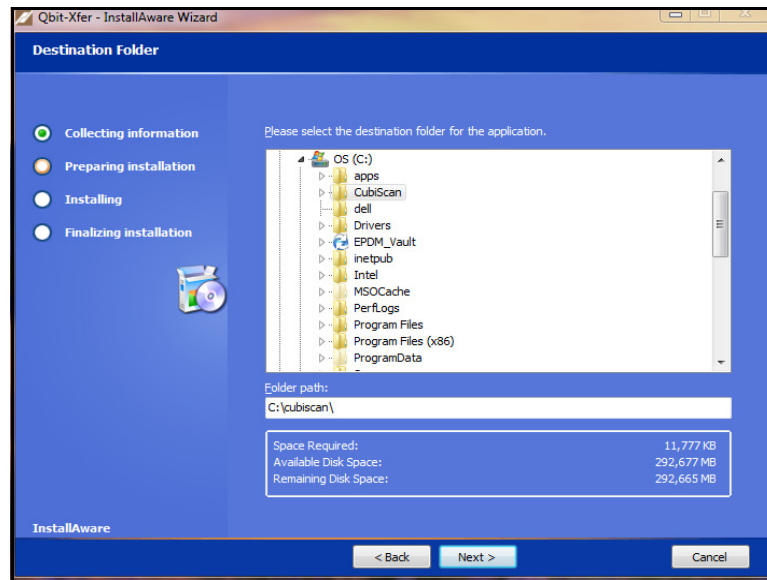 Qbit-Xfer - InstallAware Wizard
Destination Folder
Collecting information
Preparing installation
Installing
Finalizing installation
Please select the destination folder for the application.
OS (C:)
apps
CubiScan
dell
Drivers
EPDM_Vault
inetpub
Intel
MSOCache
PerfLogs
Program Files
Program Files (x86)
ProgramData
Folder path:
C:\cubiscan\
Space Required: 11,777 KB
Available Disk Space: 292,677 MB
Remaining Disk Space: 292,665 MB
InstallAware
< Back Next > Cancel